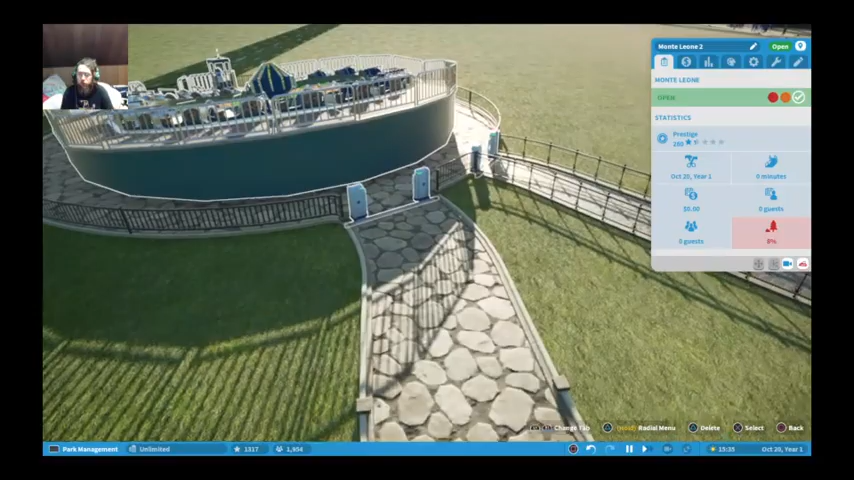 Monte Leone 2
Open
MONTE LEONE
OPEN
STATISTICS
Prestige
280
Oct 20, Year 1
0 minutes
$0.00
0 guests
0 guests
8%
Change Tab
Radial Menu
Delete
Select
Back
Park Management
Unlimited
1317
1,954
15:35
Oct 20, Year 1